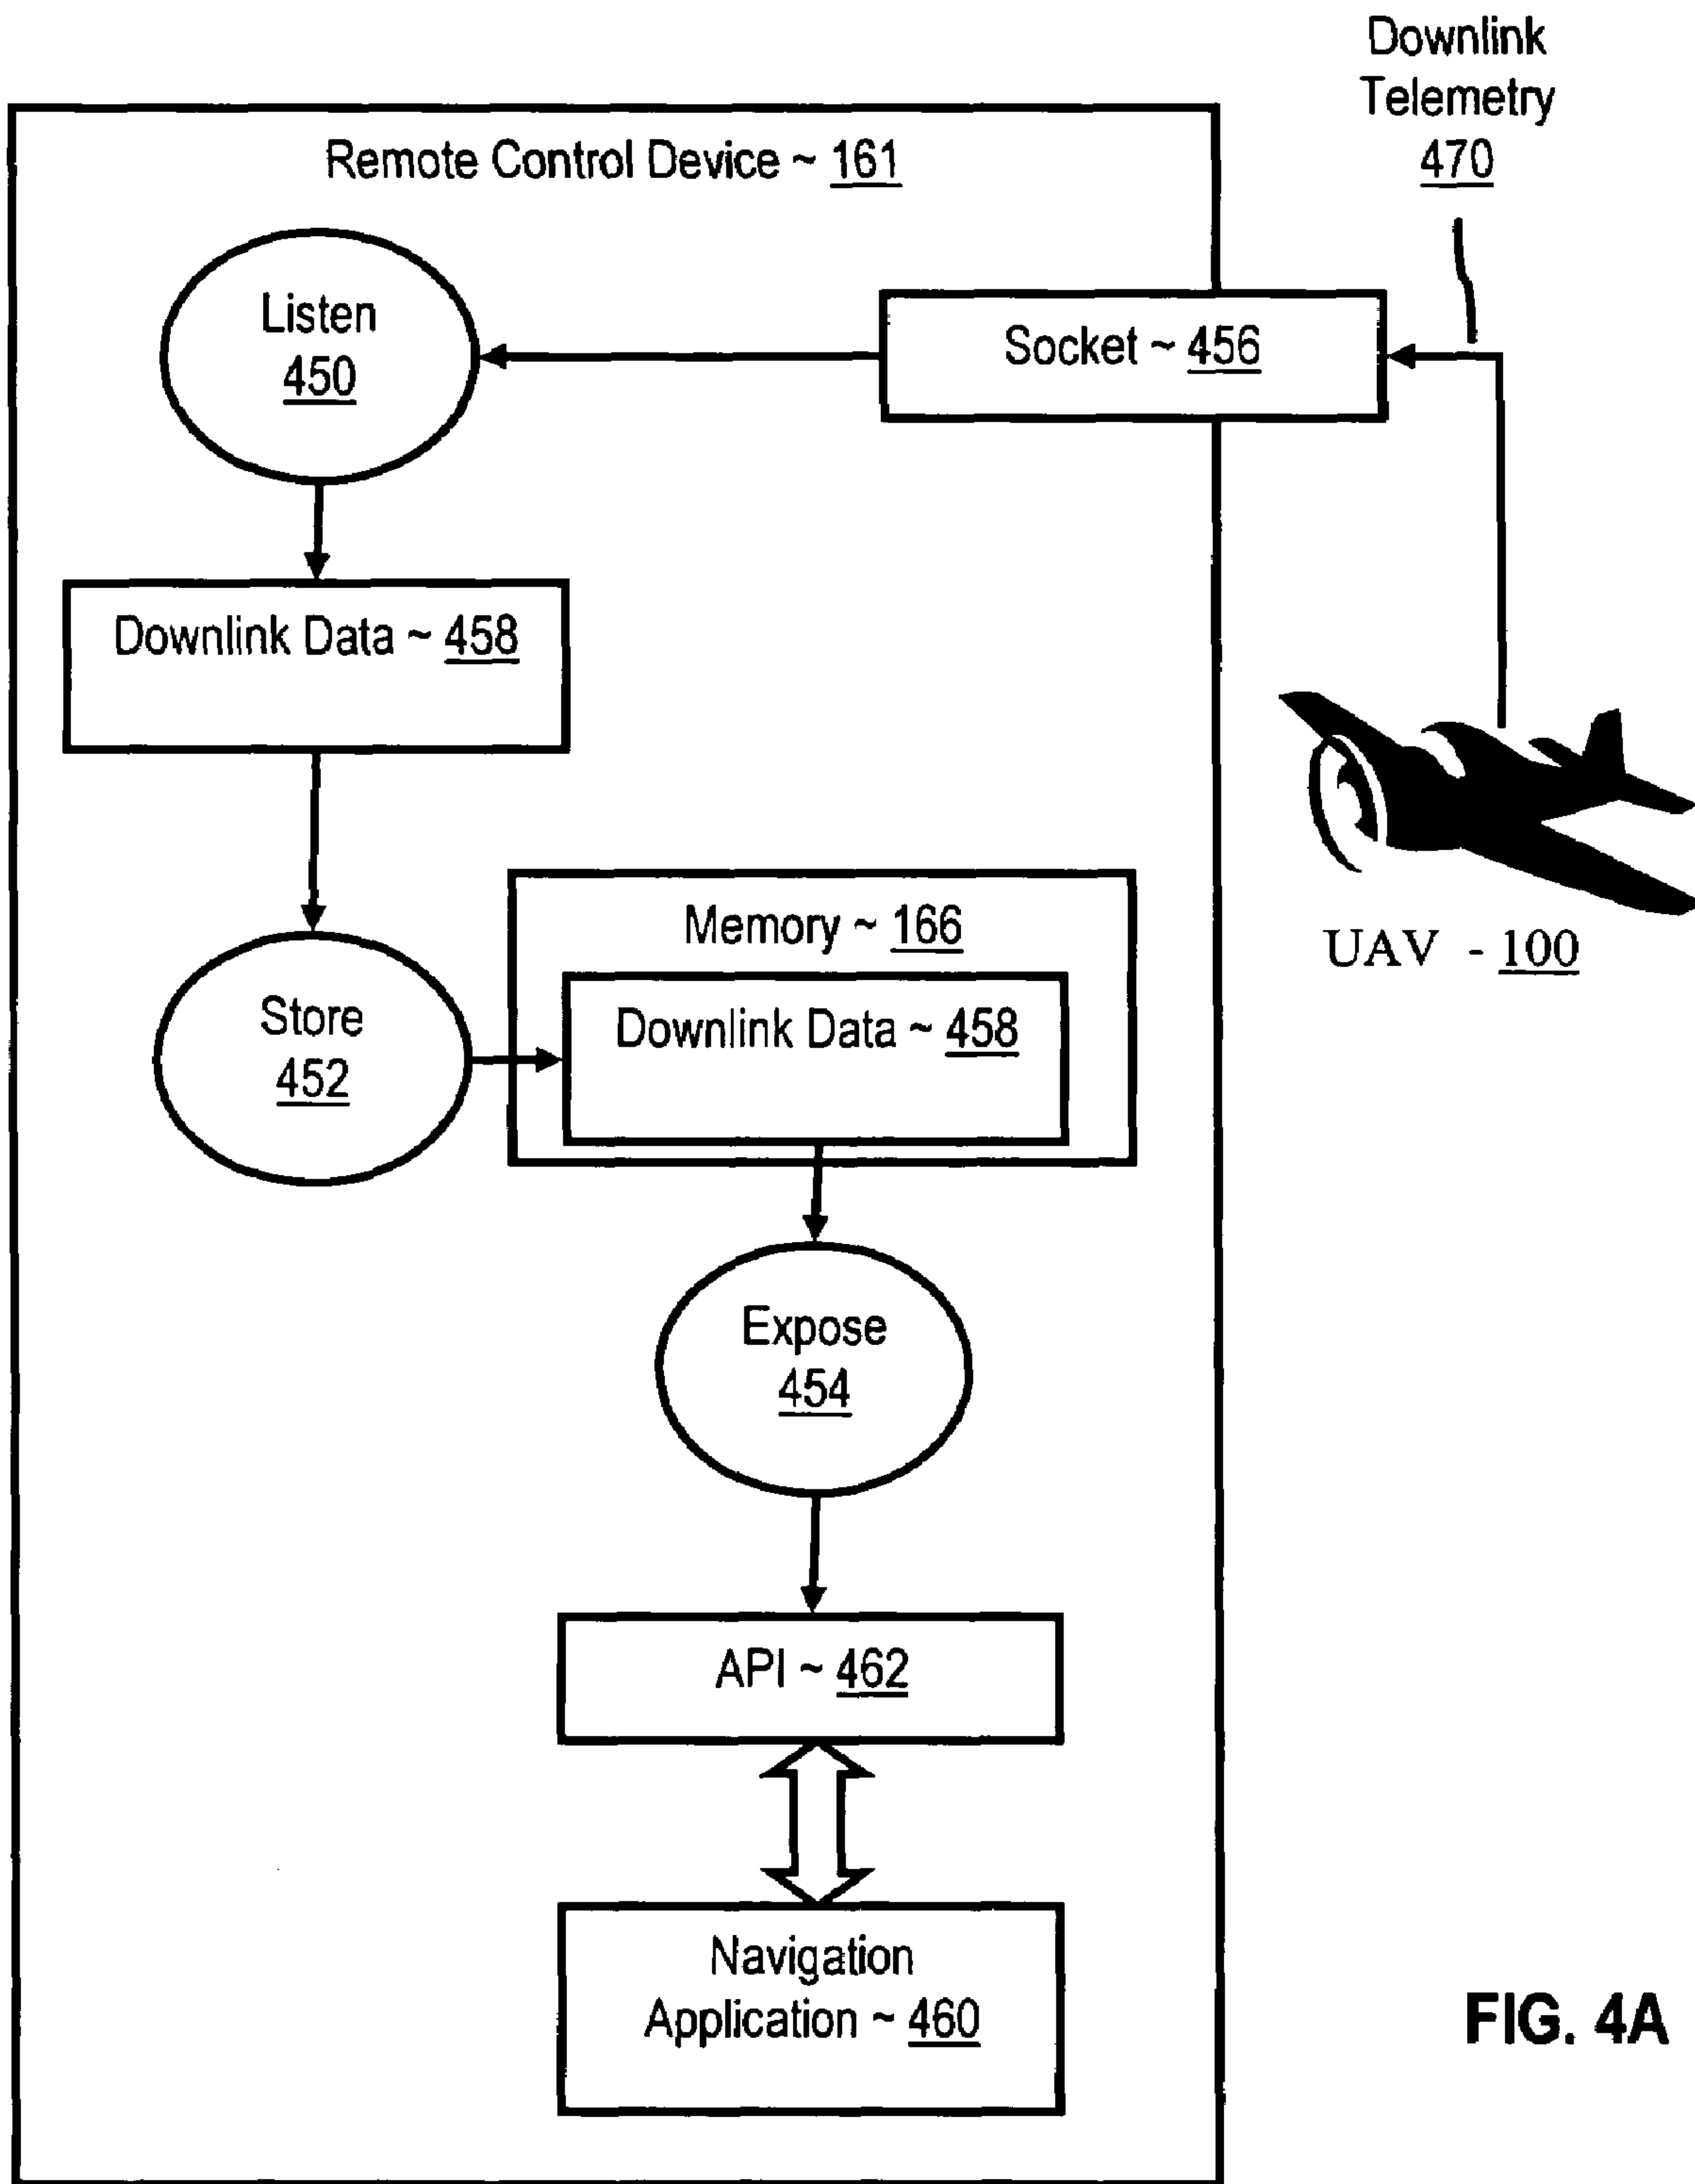 Downlink
Telemetry
470
Remote Control Device ~ 161
Listen
450
Socket ~ 456
Downlink Data ~ 458
Memory ~ 166
UAV - 100
Store
452
Downlink Data ~ 458
Expose
454
API ~ 462
Navigation
Application ~ 460
FIG. 4A